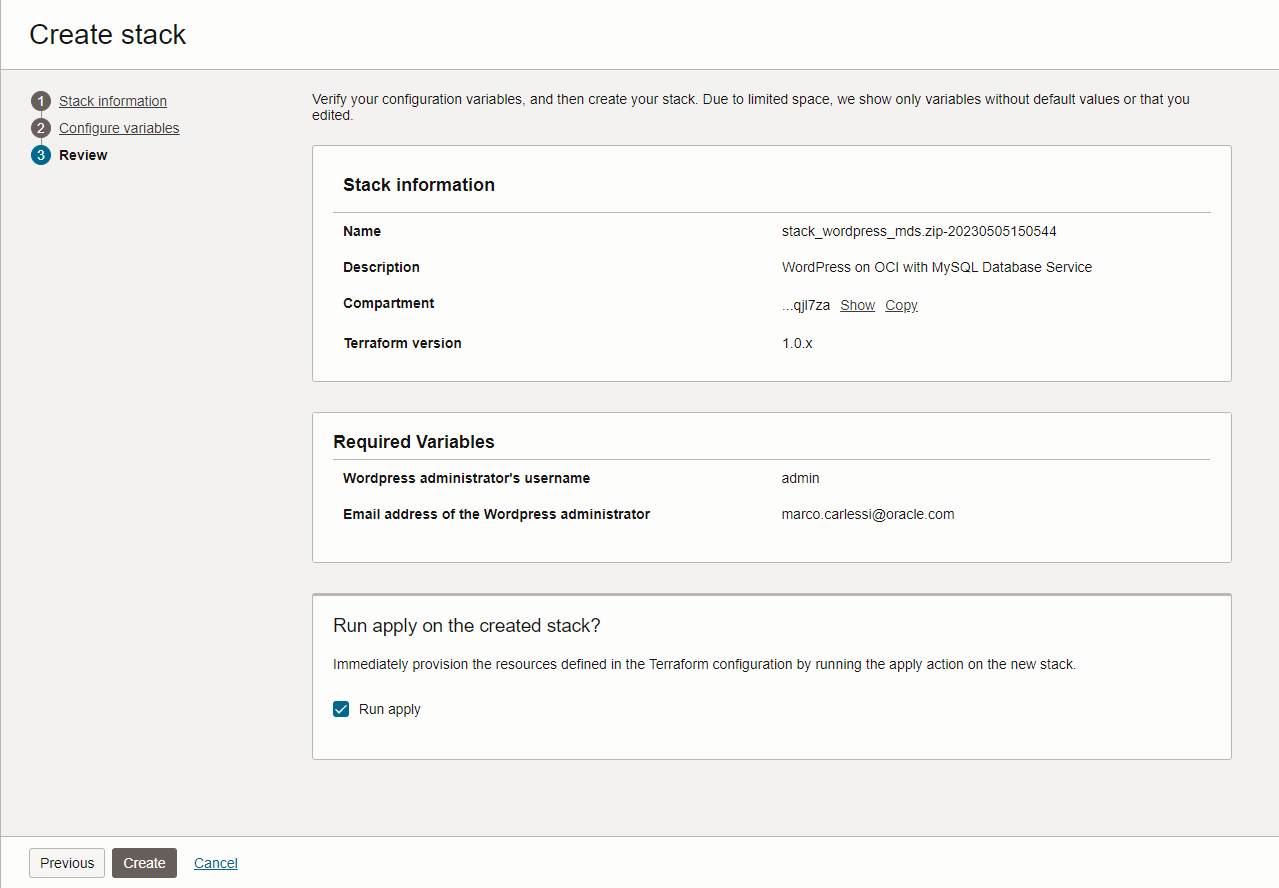 Create stack
1 Stack information
2 Configure variables
3 Review
Verify your configuration variables, and then create your stack. Due to limited space, we show only variables without default values or that you
edited.
Stack information
Name stack_wordpress_mds.zip-20230505150544
Description WordPress on OCI with MySQL Database Service
Compartment ...qjl7za Show Copy
Terraform version 1.0.x
Required Variables
Wordpress administrator's username admin
Email address of the Wordpress administrator marco.carlessi@oracle.com
Run apply on the created stack?
Immediately provision the resources defined in the Terraform configuration by running the apply action on the new stack.
Run apply
Previous Create Cancel